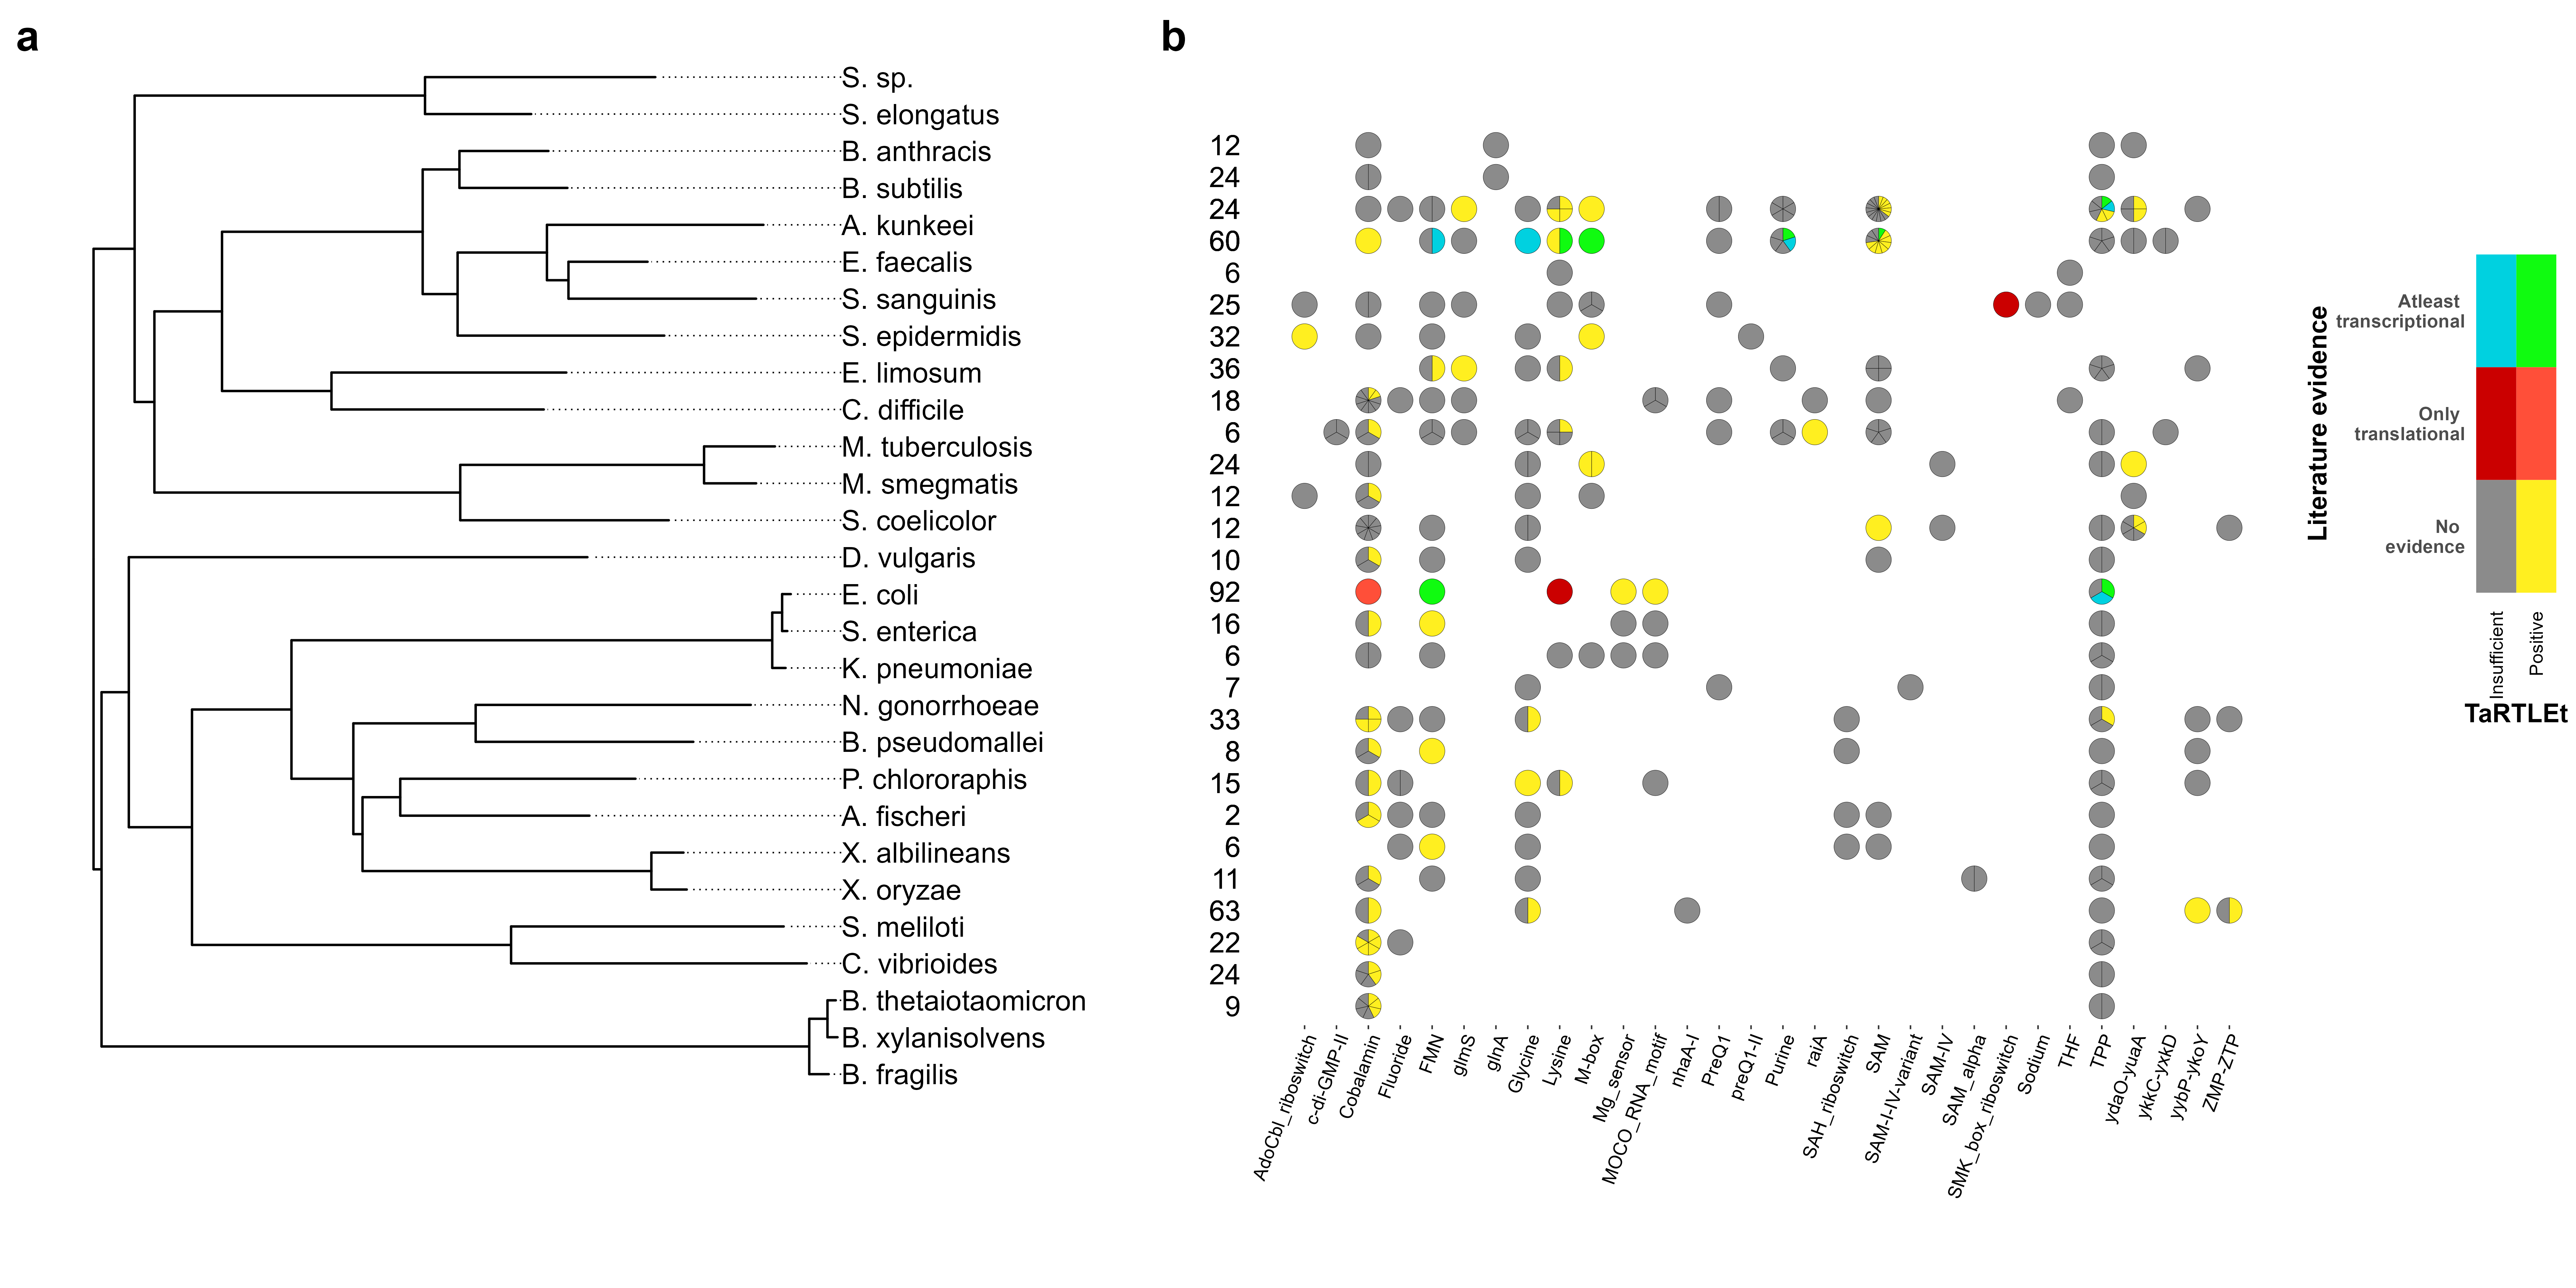 a
b
S. sp.
S. elongatus
B. anthracis
B. subtilis
A. kunkeei
E. faecalis
S. sanguinis
S. epidermidis
E. limosum
C. difficile
M. tuberculosis
M. smegmatis
S. coelicolor
D. vulgaris
E. coli
S. enterica
K. pneumoniae
N. gonorrhoeae
B. pseudomallei
P. chlororaphis
A. fischeri
X. albilineans
X. oryzae
S. meliloti
C. vibrioides
B. thetaiotaomicron
B. xylanisolvens
B. fragilis
12
24
24
60
6
25
32
36
18
6
24
12
12
10
92
16
6
7
33
8
15
2
6
11
63
22
24
9
AdoCbl_riboswitch
c-di-GMP-II
Cobalamin
Fluoride
FMN
glmS
glnA
Glycine
Lysine
M-box
Mg_sensor
MOCO_RNA_motif
nhaA-I
PreQ1
preQ1-II
Purine
raiA
SAH_riboswitch
SAM
SAM-I-IV-variant
SAM-IV
SAM_alpha
SMK_box_riboswitch
Sodium
THF
TPP
ydaO-yuaA
ykkC-yxkD
yybP-ykoY
ZMP-ZTP
Literature evidence
Atleast
transcriptional
Only
translational
No
evidence
Insufficient
Positive
TaRTLEt